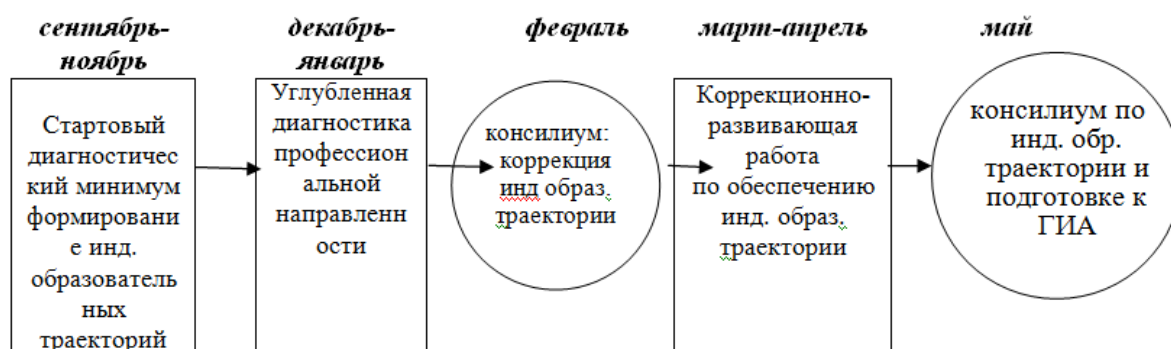 сентябрь-
ноябрь
декабрь-
январь
февраль
март-апрель
май
Стартовый
диагностичес
кий минимум
формировани
е инд.
образователь
ных
траекторий
Углубленная
диагностика
профессион
альной
направленн
ости
консилиум:
коррекция
инд образ.
траектории
Коррекционно-
развивающая
работа
по обеспечению
инд. образ.
траектории
консилиум по
инд. обр.
траектории и
подготовке к
ГИА